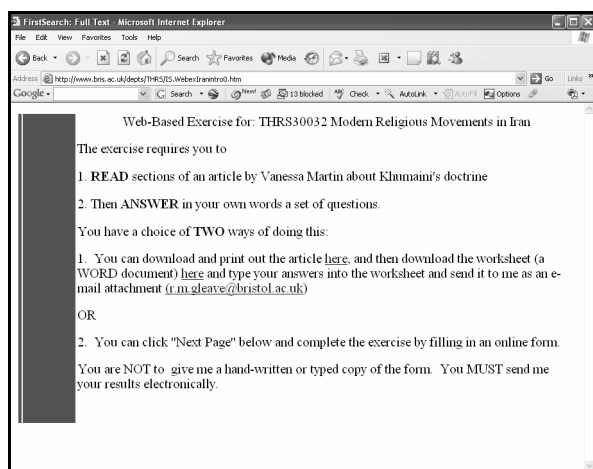 FirstSearch: Full Text - Microsoft Internet Explorer
File Edit View Favorites Tools Help
Back Search Favorites Media
Address http://www.bris.ac.uk/depts/THRS/IS.WebexIranintro0.htm Go Links »
Google - Search New! 13 blocked Check AutoLink AutoFill Options
Web-Based Exercise for: THRS30032 Modern Religious Movements in Iran
The exercise requires you to
1. READ sections of an article by Vanessa Martin about Khumaini's doctrine
2. Then ANSWER in your own words a set of questions.
You have a choice of TWO ways of doing this:
1. You can download and print out the article here, and then download the worksheet (a
WORD document) here and type your answers into the worksheet and send it to me as an e-
mail attachment (r.m.gleave@bristol.ac.uk)
OR
2. You can click "Next Page" below and complete the exercise by filling in an online form.
You are NOT to give me a hand-written or typed copy of the form. You MUST send me
your results electronically.